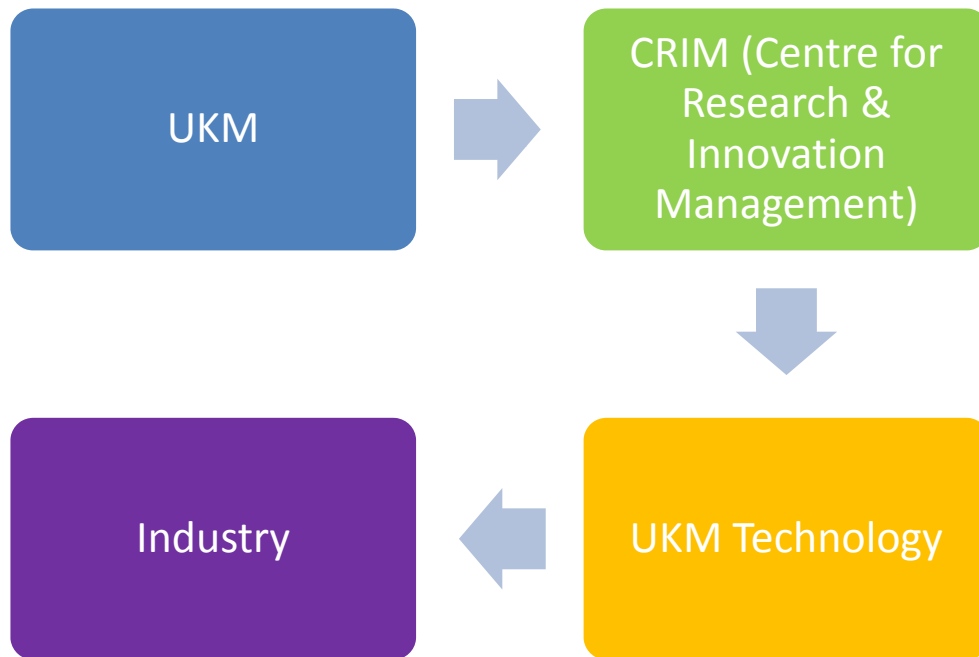 UKM
CRIM (Centre for
Research &
Innovation
Management)
UKM Technology
Industry